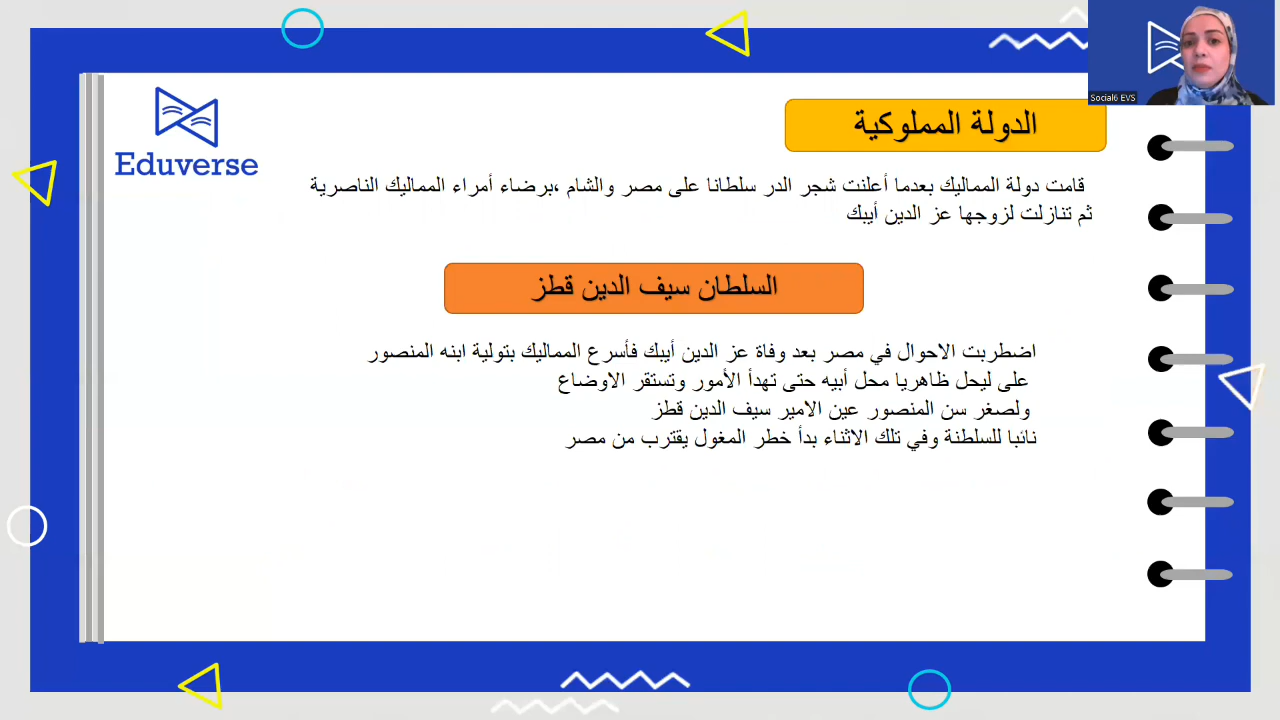 الدولة المملوكية
Social6 EVS
Eduverse
قامت دولة المماليك بعدما أعلنت شجر الدر سلطانا على مصر والشام ،برضاء أمراء المماليك الناصرية
ثم تنازلت لزوجها عز الدين أيبك
السلطان سيف الدين قطز
اضطربت الاحوال في مصر بعد وفاة عز الدين أيبك فأسرع المماليك بتولية ابنه المنصور
على ليحل ظاهريا محل أبيه حتى تهدأ الأمور وتستقر الاوضاع
ولصغر سن المنصور عين الامير سيف الدين قطز
نائبا للسلطنة وفي تلك الاثناء بدأ خطر المغول يقترب من مصر